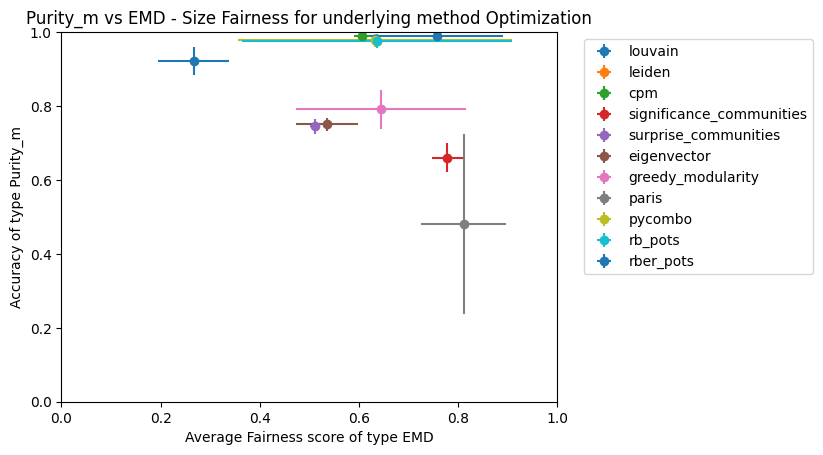 Purity_m vs EMD - Size Fairness for underlying method Optimization
1.0
0.8
0.6
0.4
0.2
0.0
Accuracy of type Purity_m
0.0 0.2 0.4 0.6 0.8 1.0
Average Fairness score of type EMD
louvain
leiden
cpm
significance_communities
surprise_communities
eigenvector
greedy_modularity
paris
pycombo
rb_pots
rber_pots